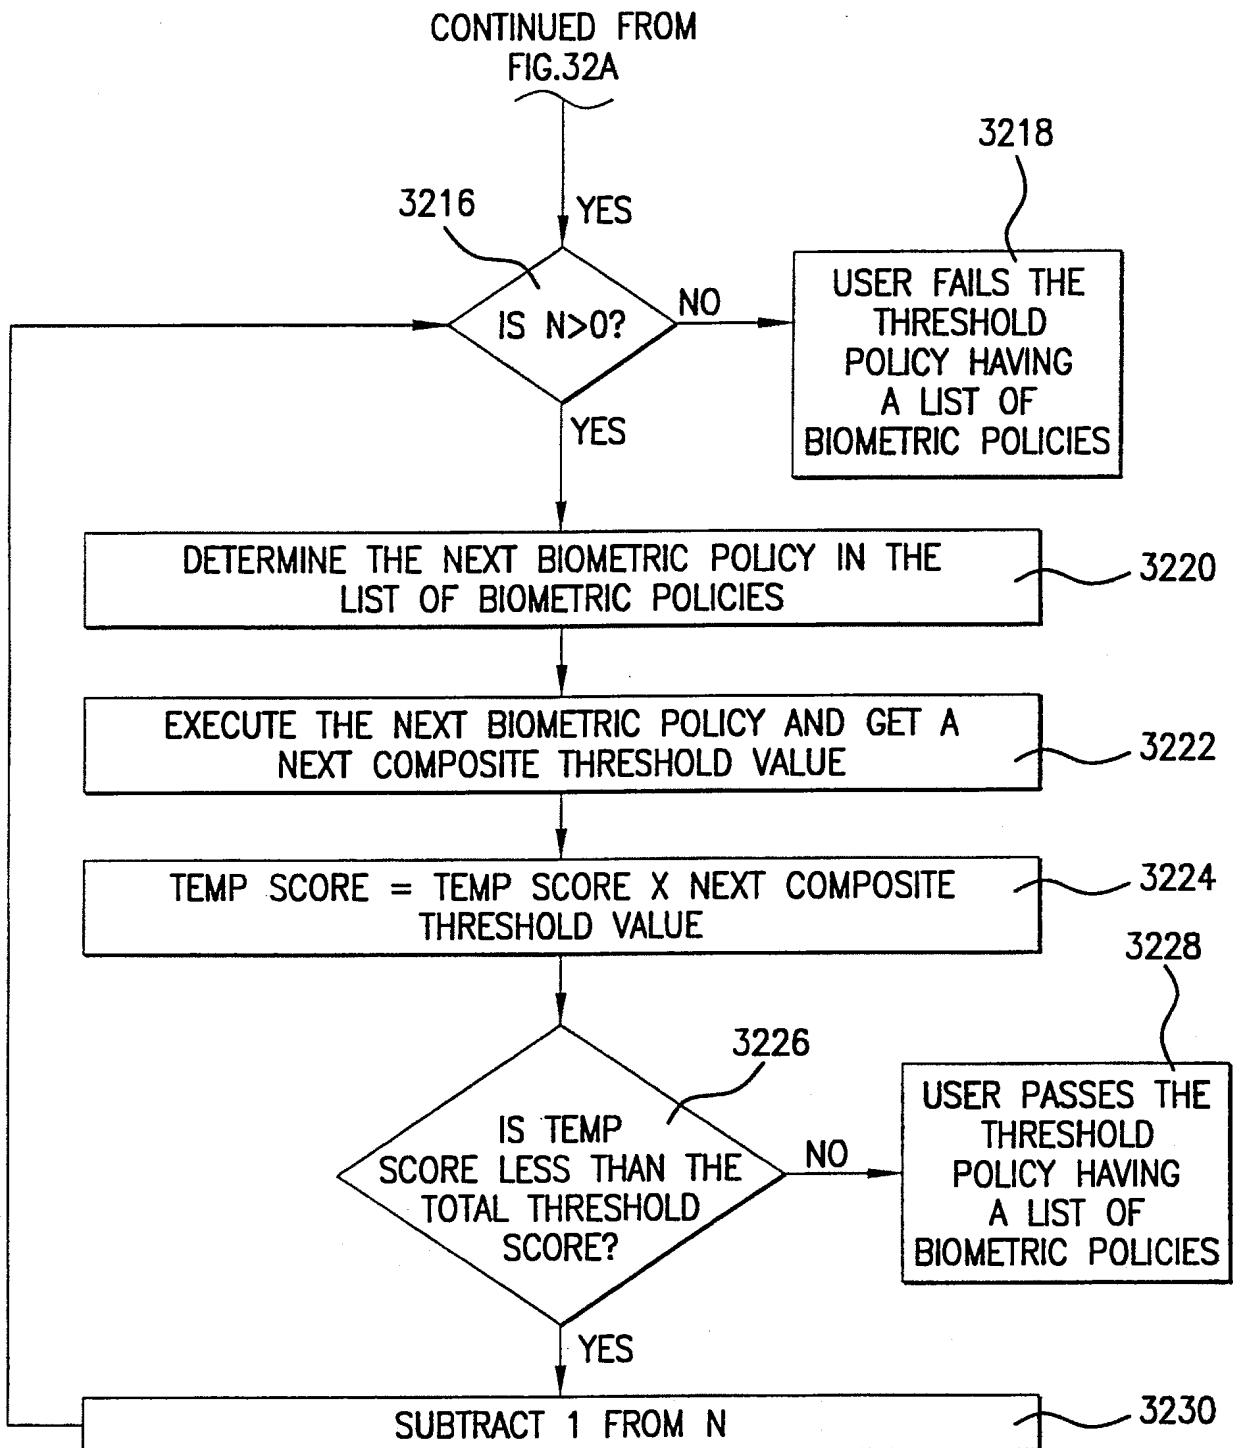 CONTINUED FROM
FIG.32A
3218
3216
YES
IS N>0?
NO
USER FAILS THE
THRESHOLD
POLICY HAVING
A LIST OF
BIOMETRIC POLICIES
YES
DETERMINE THE NEXT BIOMETRIC POLICY IN THE
LIST OF BIOMETRIC POLICIES
3220
EXECUTE THE NEXT BIOMETRIC POLICY AND GET A
NEXT COMPOSITE THRESHOLD VALUE
3222
TEMP SCORE = TEMP SCORE X NEXT COMPOSITE
THRESHOLD VALUE
3224
3228
3226
IS TEMP
SCORE LESS THAN THE
TOTAL THRESHOLD
SCORE?
NO
USER PASSES THE
THRESHOLD
POLICY HAVING
A LIST OF
BIOMETRIC POLICIES
YES
SUBTRACT 1 FROM N
3230